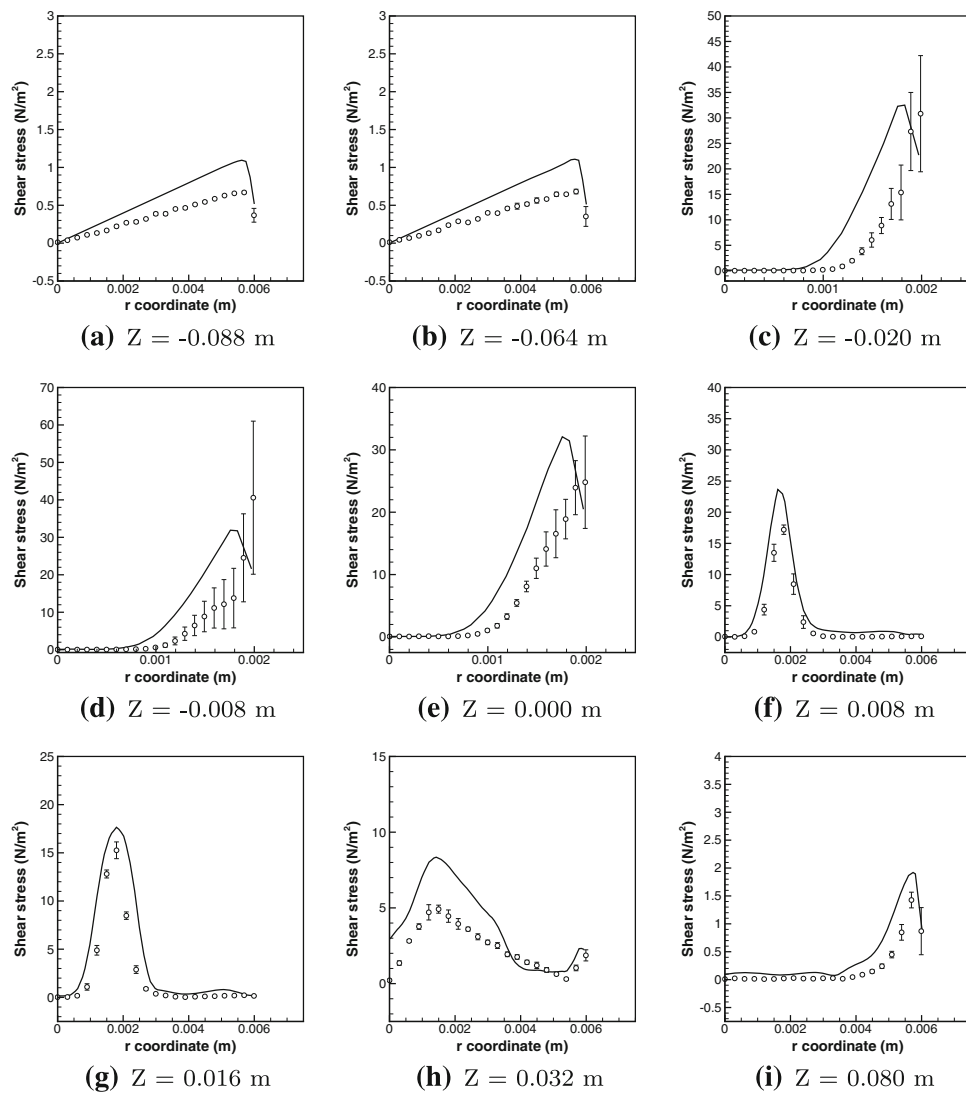 3
2.5
2
1.5
1
0.5
0
-0.5
Shear stress (N/m²)
0 0.002 0.004 0.006
r coordinate (m)
(a) Z = -0.088 m
3
2.5
2
1.5
1
0.5
0
-0.5
Shear stress (N/m²)
0 0.002 0.004 0.006
r coordinate (m)
(b) Z = -0.064 m
50
45
40
35
30
25
20
15
10
5
0
Shear stress (N/m²)
0 0.001 0.002
r coordinate (m)
(c) Z = -0.020 m
70
60
50
40
30
20
10
0
Shear stress (N/m²)
0 0.001 0.002
r coordinate (m)
(d) Z = -0.008 m
40
30
20
10
0
Shear stress (N/m²)
0 0.001 0.002
r coordinate (m)
(e) Z = 0.000 m
40
30
20
10
0
Shear stress (N/m²)
0 0.002 0.004 0.006
r coordinate (m)
(f) Z = 0.008 m
25
20
15
10
5
0
Shear stress (N/m²)
0 0.002 0.004 0.006
r coordinate (m)
(g) Z = 0.016 m
15
10
5
0
Shear stress (N/m²)
0 0.002 0.004 0.006
r coordinate (m)
(h) Z = 0.032 m
4
3.5
3
2.5
2
1.5
1
0.5
0
-0.5
Shear stress (N/m²)
0 0.002 0.004 0.006
r coordinate (m)
(i) Z = 0.080 m